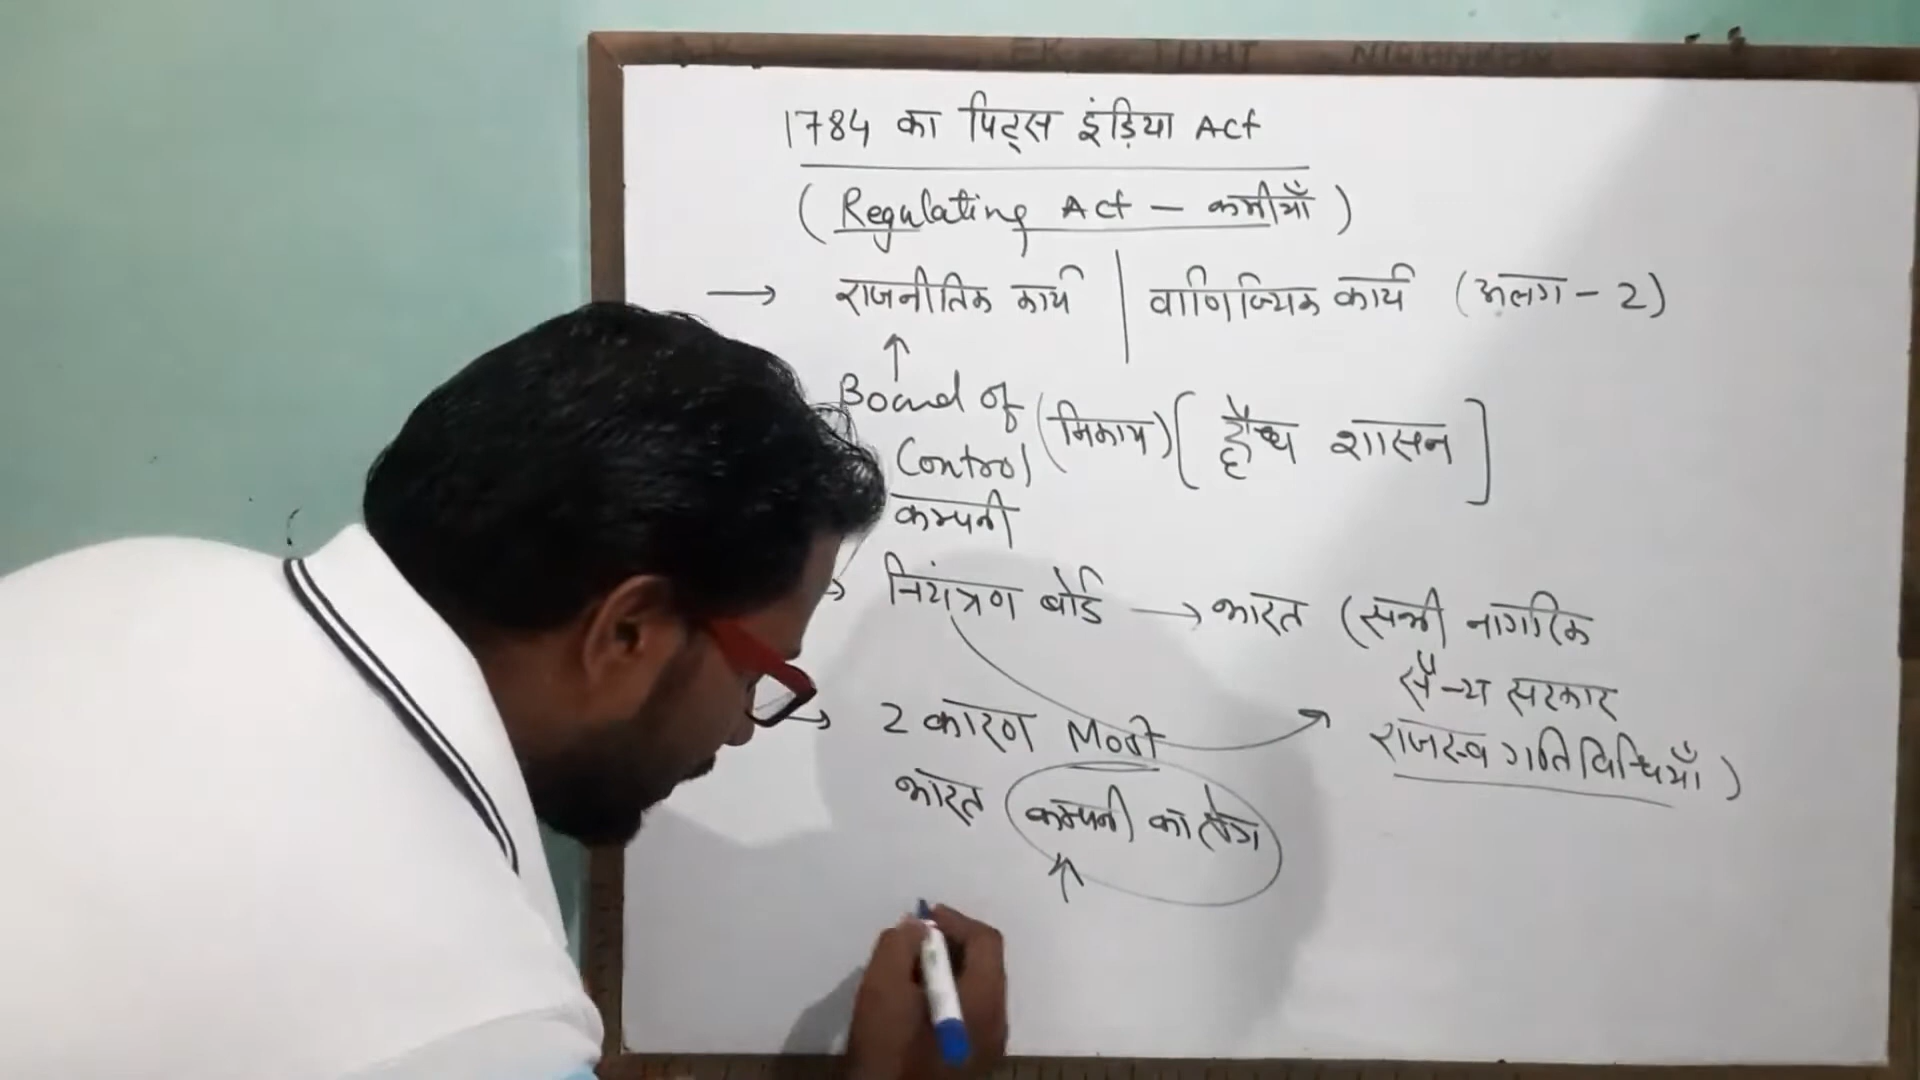 1784 का पिट्स इंड़िया Act
( Regulating Act – कमीयाँ )
→ राजनीतिक कार्य | वाणिज्यिक कार्य (अलग - 2)
↑
Board of Control (निकाय) [ द्वैध शासन ]
कम्पनी
→ नियंत्रण बोर्ड → भारत (सभी नागरिक
सैन्य सरकार
राजस्व गतिविधियाँ )
→ 2 कारण
भारत कम्पनी का